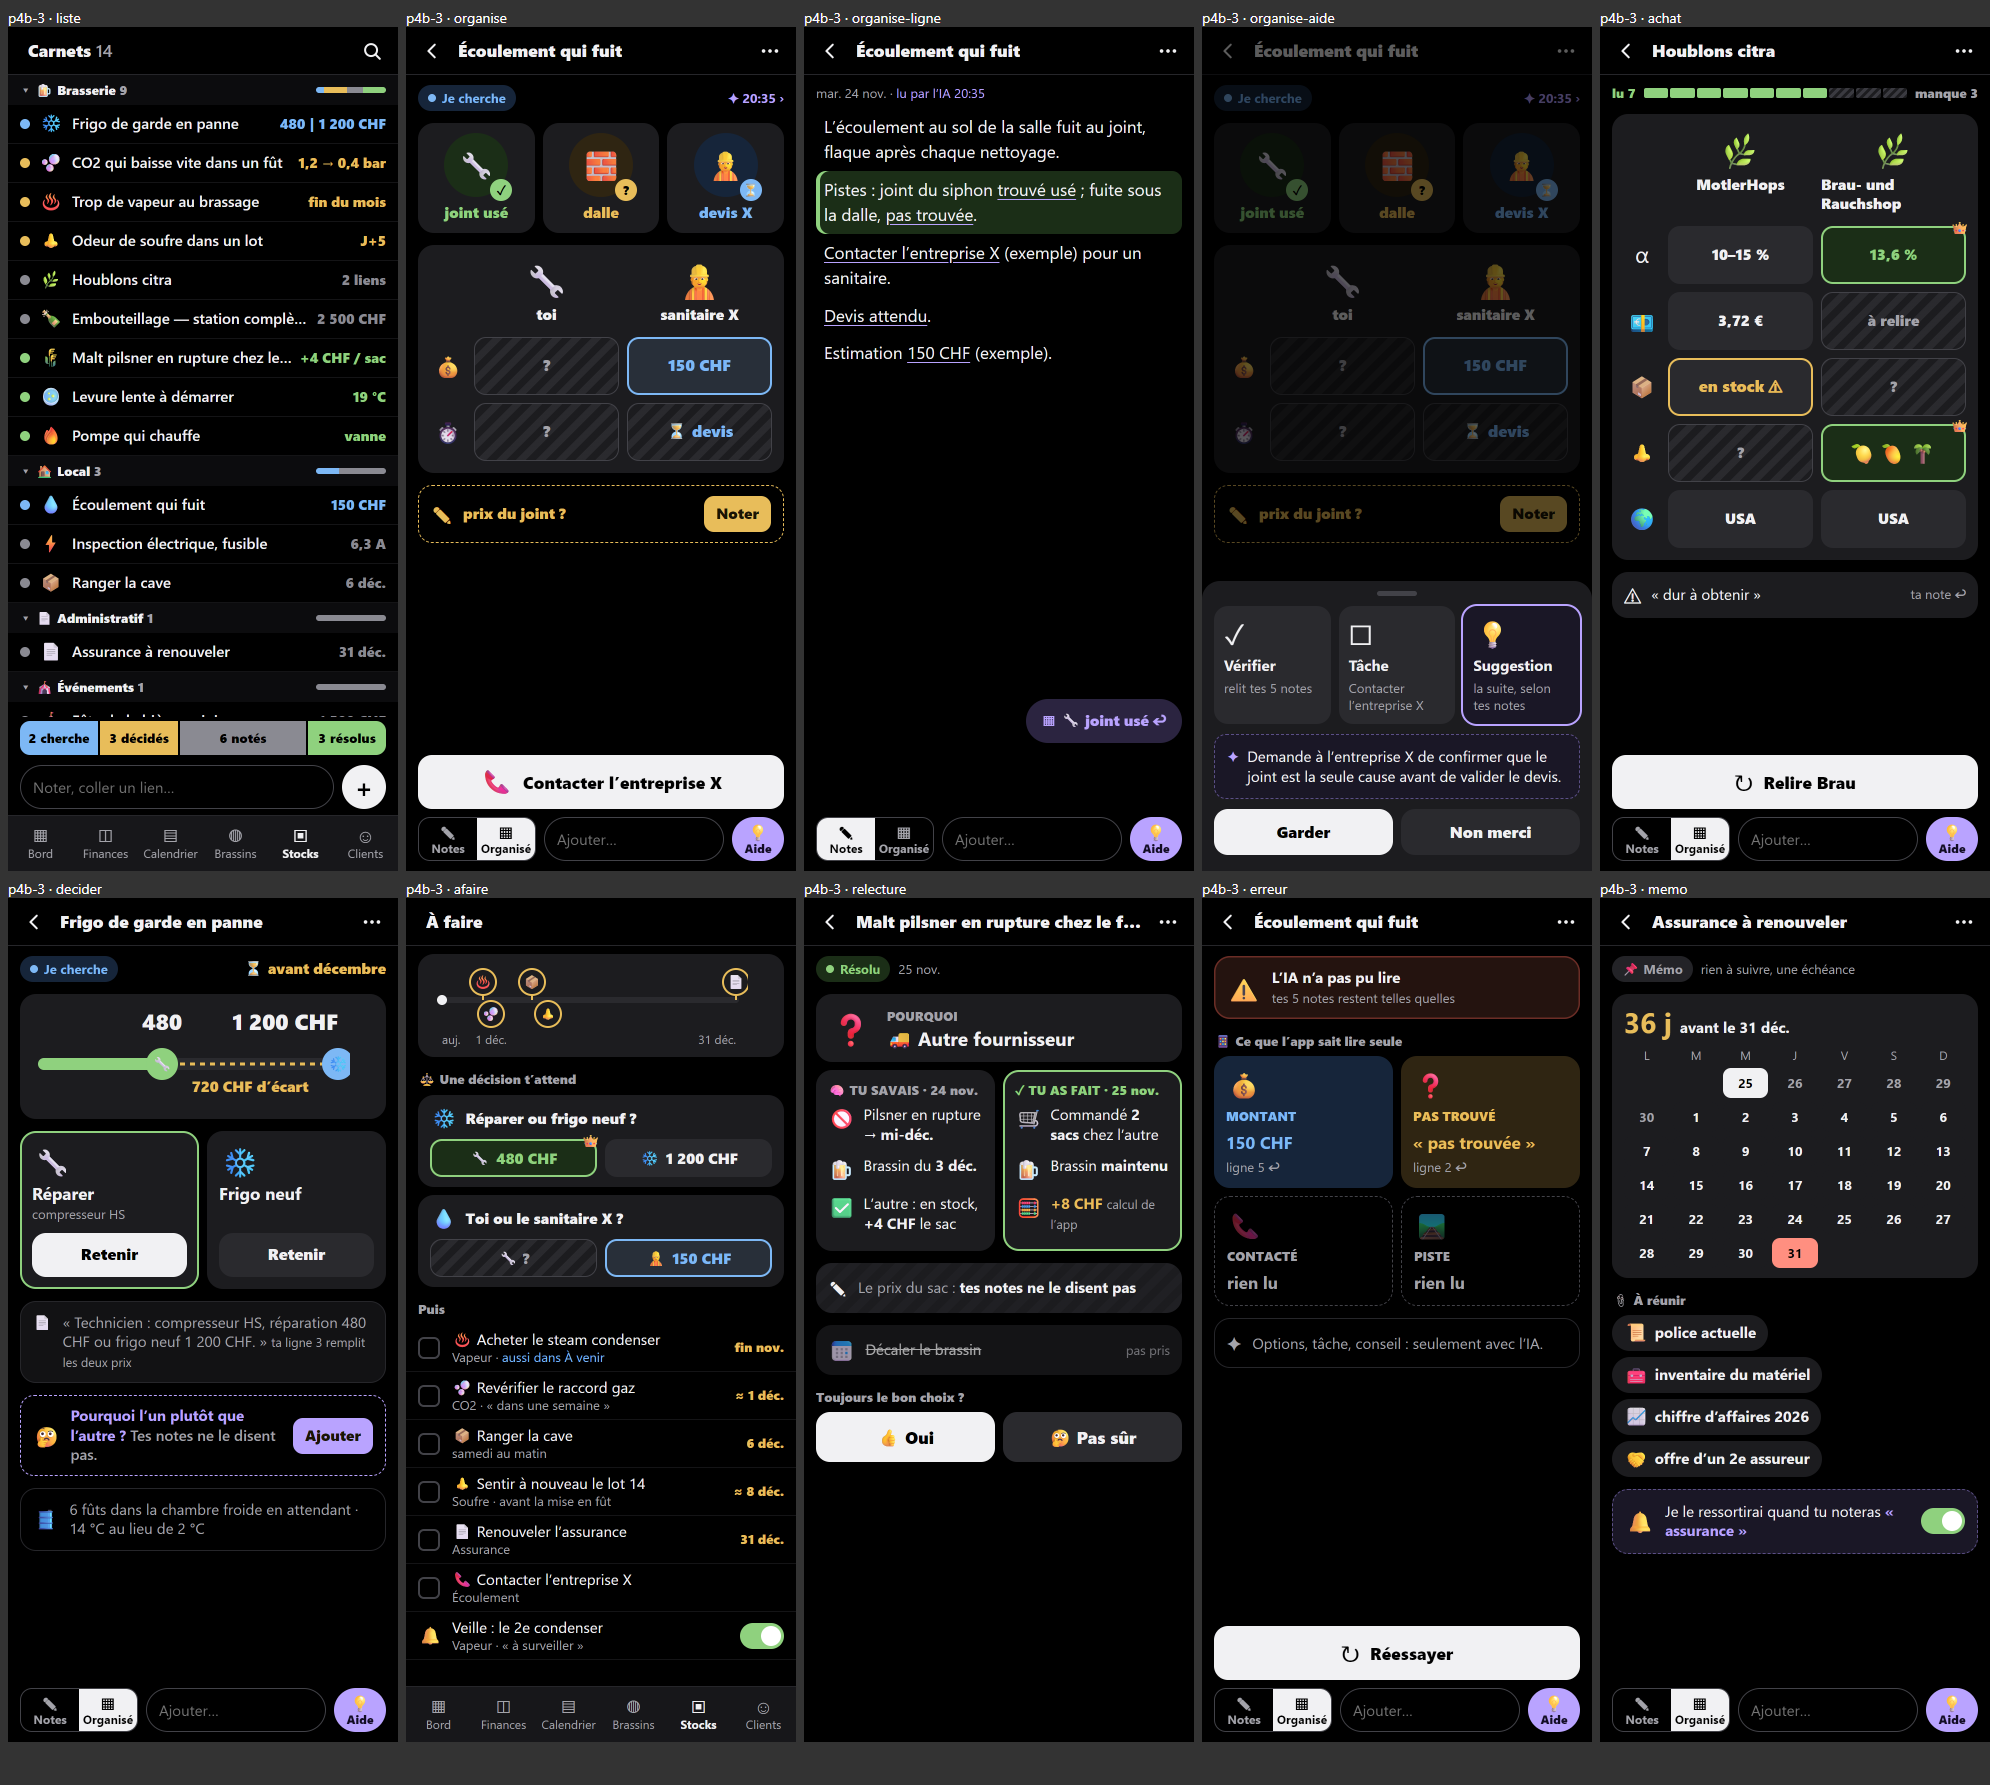 p4b-3 · liste
Carnets 14
Brasserie 9
Frigo de garde en panne 480 | 1 200 CHF
CO2 qui baisse vite dans un fût 1,2 → 0,4 bar
Trop de vapeur au brassage fin du mois
Odeur de soufre dans un lot J+5
Houblons citra 2 liens
Embouteillage — station complè... 2 500 CHF
Malt pilsner en rupture chez le... +4 CHF / sac
Levure lente à démarrer 19 °C
Pompe qui chauffe vanne
Local 3
Écoulement qui fuit 150 CHF
Inspection électrique, fusible 6,3 A
Ranger la cave 6 déc.
Administratif 1
Assurance à renouveler 31 déc.
Événements 1
2 cherche 3 décidés 6 notés 3 résolus
Noter, coller un lien...
+
Bord Finances Calendrier Brassins Stocks Clients
p4b-3 · organise
Écoulement qui fuit
Je cherche
20:35 ›
joint usé
dalle
devis X
toi sanitaire X
? 150 CHF
? devis
prix du joint ? Noter
Contacter l'entreprise X
Notes Organisé Ajouter... Aide
p4b-3 · organise-ligne
Écoulement qui fuit
mar. 24 nov. · lu par l'IA 20:35
L'écoulement au sol de la salle fuit au joint,
flaque après chaque nettoyage.
Pistes : joint du siphon trouvé usé ; fuite sous
la dalle, pas trouvée.
Contacter l'entreprise X (exemple) pour un
sanitaire.
Devis attendu.
Estimation 150 CHF (exemple).
joint usé
Notes Organisé Ajouter... Aide
p4b-3 · organise-aide
Écoulement qui fuit
Je cherche
20:35 ›
joint usé
dalle
devis X
toi sanitaire X
? 150 CHF
? devis
prix du joint ? Noter
Vérifier
relit tes 5 notes
Tâche
Contacter
l'entreprise X
Suggestion
la suite, selon
tes notes
Demande à l'entreprise X de confirmer que le
joint est la seule cause avant de valider le devis.
Garder Non merci
p4b-3 · achat
Houblons citra
lu 7 manque 3
MotlerHops
Brau- und
Rauchshop
α 10–15 % 13,6 %
3,72 € à relire
en stock ?
?
USA USA
« dur à obtenir » ta note
Relire Brau
Notes Organisé Ajouter... Aide
p4b-3 · decider
Frigo de garde en panne
Je cherche
avant décembre
480 1 200 CHF
720 CHF d'écart
Réparer
compresseur HS
Retenir
Frigo neuf
Retenir
« Technicien : compresseur HS, réparation 480
CHF ou frigo neuf 1 200 CHF. » ta ligne 3 remplit
les deux prix
Pourquoi l'un plutôt que
l'autre ? Tes notes ne le disent
pas.
Ajouter
6 fûts dans la chambre froide en attendant ·
14 °C au lieu de 2 °C
Notes Organisé Ajouter... Aide
p4b-3 · afaire
À faire
auj. 1 déc. 31 déc.
Une décision t'attend
Réparer ou frigo neuf ?
480 CHF 1 200 CHF
Toi ou le sanitaire X ?
? 150 CHF
Puis
Acheter le steam condenser
Vapeur · aussi dans À venir
fin nov.
Revérifier le raccord gaz
CO2 · « dans une semaine »
≈ 1 déc.
Ranger la cave
samedi au matin
6 déc.
Sentir à nouveau le lot 14
Soufre · avant la mise en fût
≈ 8 déc.
Renouveler l'assurance
Assurance
31 déc.
Contacter l'entreprise X
Écoulement
Veille : le 2e condenser
Vapeur · « à surveiller »
Bord Finances Calendrier Brassins Stocks Clients
p4b-3 · relecture
Malt pilsner en rupture chez le f...
Résolu 25 nov.
POURQUOI
Autre fournisseur
TU SAVAIS · 24 nov.
Pilsner en rupture
→ mi-déc.
Brassin du 3 déc.
L'autre : en stock,
+4 CHF le sac
TU AS FAIT · 25 nov.
Commandé 2
sacs chez l'autre
Brassin maintenu
+8 CHF calcul de
l'app
Le prix du sac : tes notes ne le disent pas
Décaler le brassin pas pris
Toujours le bon choix ?
Oui Pas sûr
p4b-3 · erreur
Écoulement qui fuit
L'IA n'a pas pu lire
tes 5 notes restent telles quelles
Ce que l'app sait lire seule
MONTANT
150 CHF
ligne 5
PAS TROUVÉ
« pas trouvée »
ligne 2
CONTACTÉ
rien lu
PISTE
rien lu
Options, tâche, conseil : seulement avec l'IA.
Réessayer
Notes Organisé Ajouter... Aide
p4b-3 · memo
Assurance à renouveler
Mémo rien à suivre, une échéance
36 j avant le 31 déc.
L M M J V S D
25 26 27 28 29
30 1 2 3 4 5 6
7 8 9 10 11 12 13
14 15 16 17 18 19 20
21 22 23 24 25 26 27
28 29 30 31
À réunir
police actuelle
inventaire du matériel
chiffre d'affaires 2026
offre d'un 2e assureur
Je le ressortirai quand tu noteras «
assurance »
Notes Organisé Ajouter... Aide